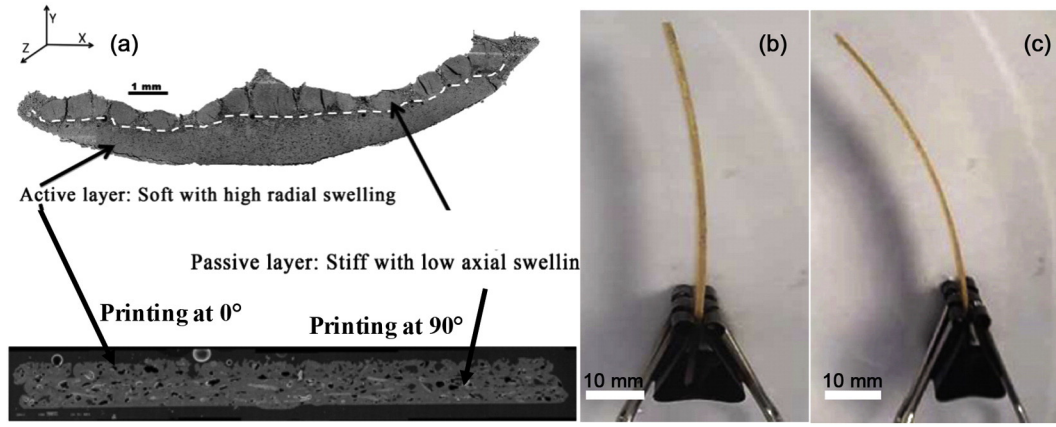 Y
Z X (a)
1 mm
Active layer: Soft with high radial swelling
Passive layer: Stiff with low axial swellin
Printing at 0°
Printing at 90°
(b)
10 mm
(c)
10 mm